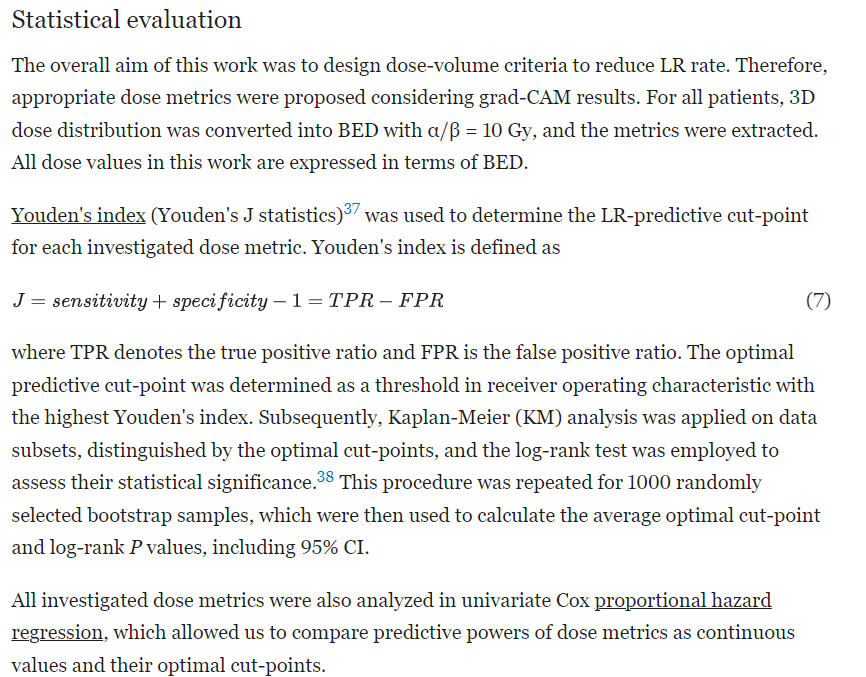 Statistical evaluation
The overall aim of this work was to design dose-volume criteria to reduce LR rate. Therefore,
appropriate dose metrics were proposed considering grad-CAM results. For all patients, 3D
dose distribution was converted into BED with α/β = 10 Gy, and the metrics were extracted.
All dose values in this work are expressed in terms of BED.
Youden's index (Youden's J statistics)37 was used to determine the LR-predictive cut-point
for each investigated dose metric. Youden's index is defined as
J = sensitivity + specificity − 1 = TPR − FPR (7)
where TPR denotes the true positive ratio and FPR is the false positive ratio. The optimal
predictive cut-point was determined as a threshold in receiver operating characteristic with
the highest Youden's index. Subsequently, Kaplan-Meier (KM) analysis was applied on data
subsets, distinguished by the optimal cut-points, and the log-rank test was employed to
assess their statistical significance.38 This procedure was repeated for 1000 randomly
selected bootstrap samples, which were then used to calculate the average optimal cut-point
and log-rank P values, including 95% CI.
All investigated dose metrics were also analyzed in univariate Cox proportional hazard
regression, which allowed us to compare predictive powers of dose metrics as continuous
values and their optimal cut-points.